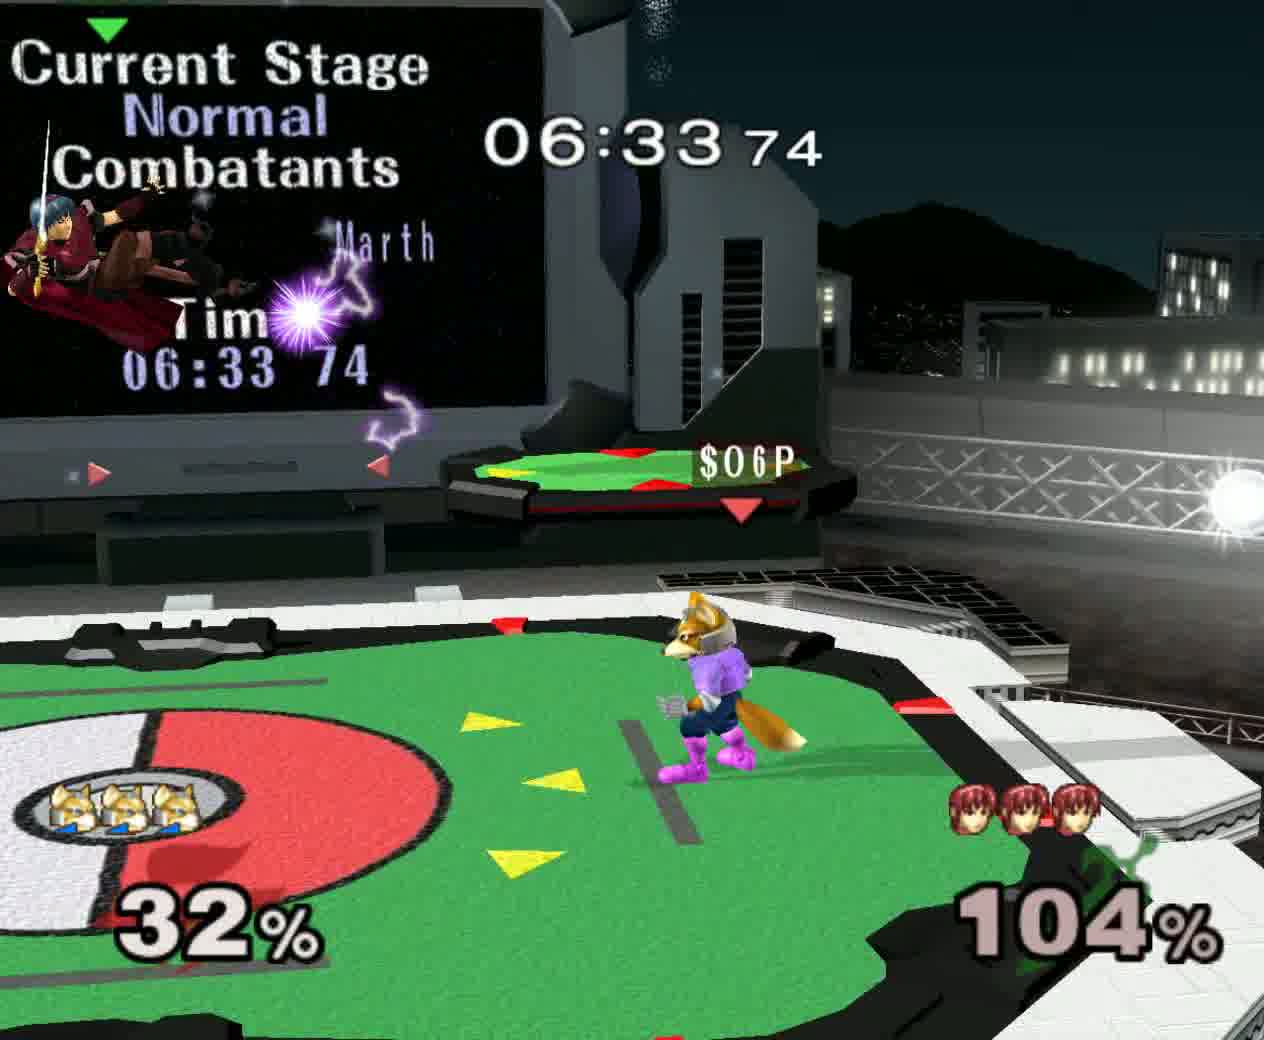 Current Stage
Normal
Combatants
06:33 74
Marth
Tim
06:33 74
$06P
32%
104%